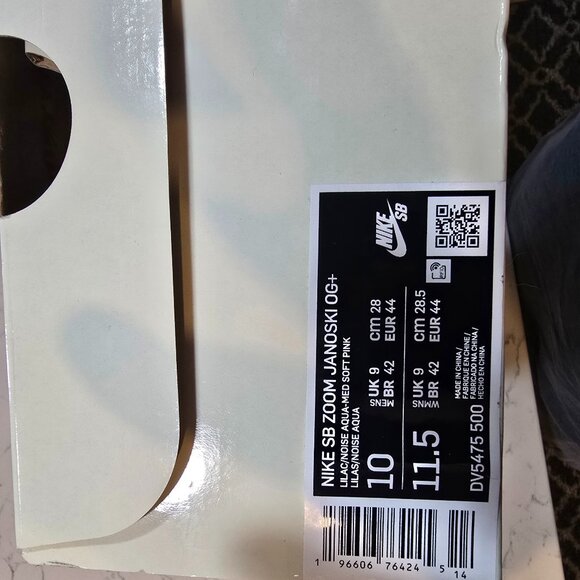 NIKE SB
NIKE SB ZOOM JANOSKI OG+
LILAC/NOISE AQUA-MED SOFT PINK
LILAS/NOISE AQUA
10
MENS
UK 9
BR 42
cm 28
EUR 44
11.5
WMNS
UK 9
BR 42
cm 28.5
EUR 44
MADE IN CHINA /
FABRIQUE EN CHINE /
FABRICADO NA CHINA /
HECHO EN CHINA
DV5475 500
1 96606 76424 5 14